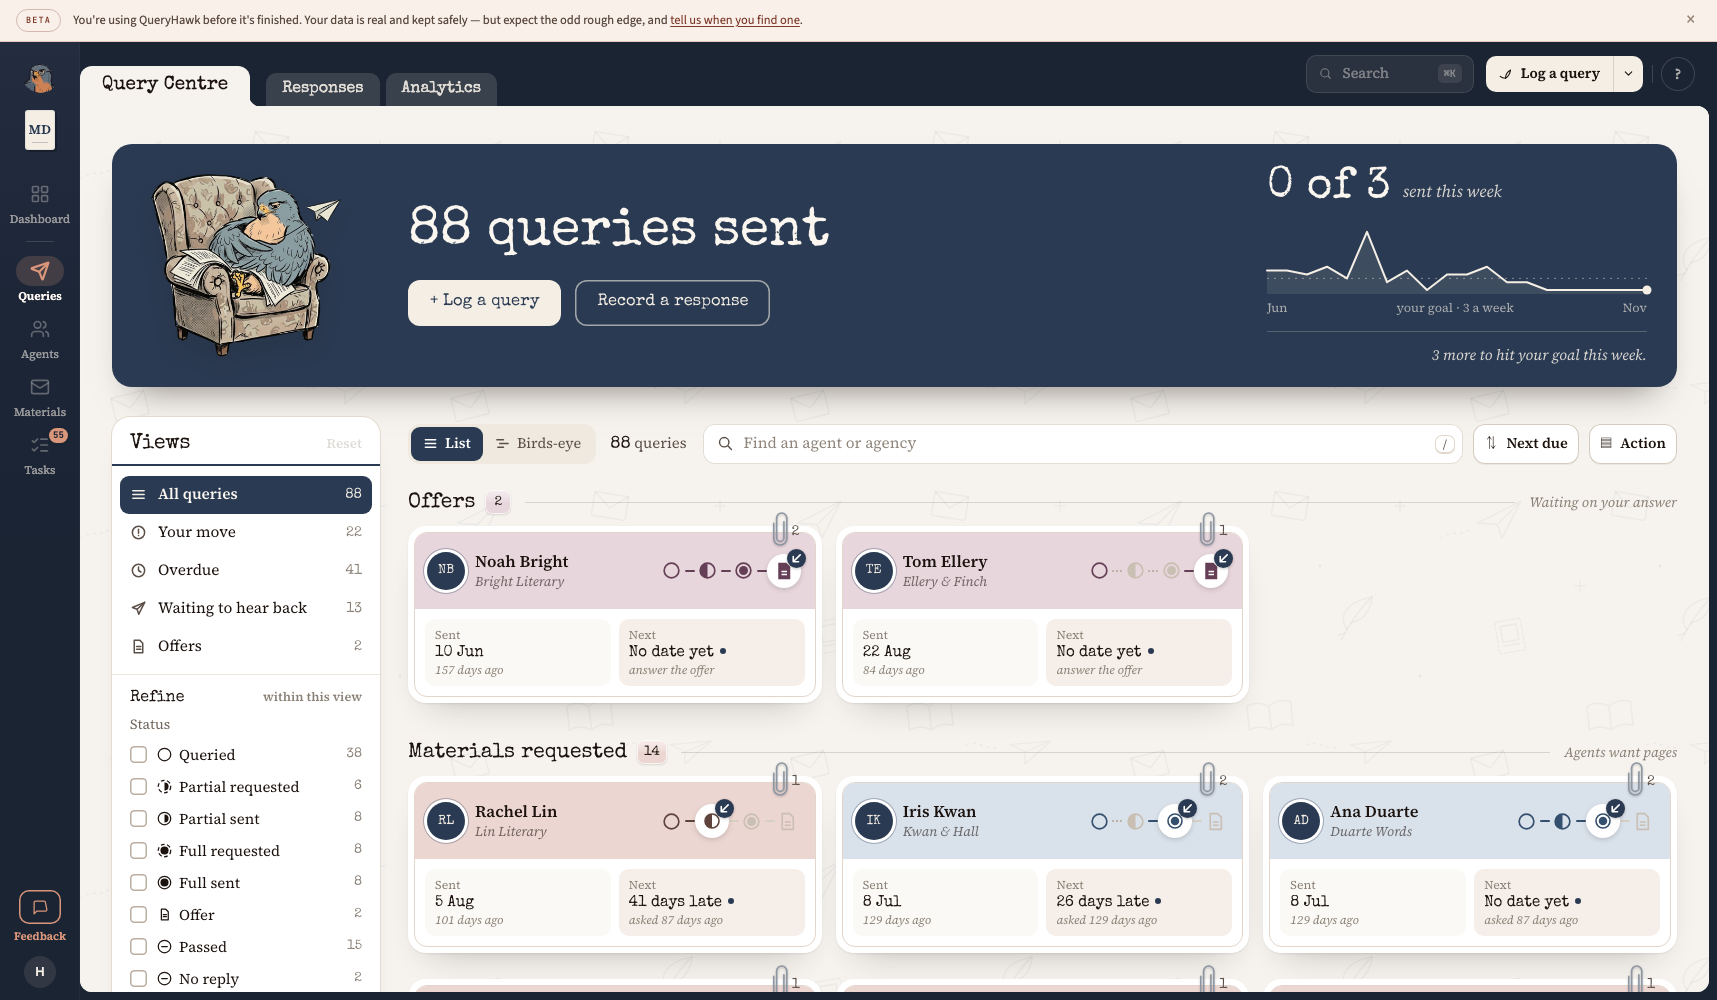 BETA You're using QueryHawk before it's finished. Your data is real and kept safely — but expect the odd rough edge, and tell us when you find one. ×
Query Centre Responses Analytics
Search ⌘K Log a query ?
MD
Dashboard
Queries
Agents
Materials
55
Tasks
Feedback
H
88 queries sent
+ Log a query Record a response
0 of 3 sent this week
Jun your goal · 3 a week Nov
3 more to hit your goal this week.
Views Reset
All queries 88
Your move 22
Overdue 41
Waiting to hear back 13
Offers 2
Refine within this view
Status
Queried 38
Partial requested 6
Partial sent 8
Full requested 8
Full sent 8
Offer 2
Passed 15
No reply 2
List Birds-eye 88 queries Find an agent or agency / Next due Action
Offers 2 Waiting on your answer
2
NB Noah Bright
Bright Literary
Sent
10 Jun
157 days ago
Next
No date yet
answer the offer
1
TE Tom Ellery
Ellery & Finch
Sent
22 Aug
84 days ago
Next
No date yet
answer the offer
Materials requested 14 Agents want pages
1
RL Rachel Lin
Lin Literary
Sent
5 Aug
101 days ago
Next
41 days late
asked 87 days ago
2
IK Iris Kwan
Kwan & Hall
Sent
8 Jul
129 days ago
Next
26 days late
asked 129 days ago
2
AD Ana Duarte
Duarte Words
Sent
8 Jul
129 days ago
Next
No date yet
asked 87 days ago
1 1 1